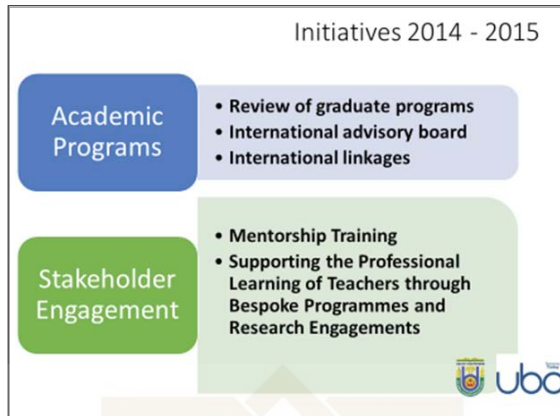 Initiatives 2014 - 2015
Academic
Programs
• Review of graduate programs
• International advisory board
• International linkages
Stakeholder
Engagement
• Mentorship Training
• Supporting the Professional
Learning of Teachers through
Bespoke Programmes and
Research Engagements